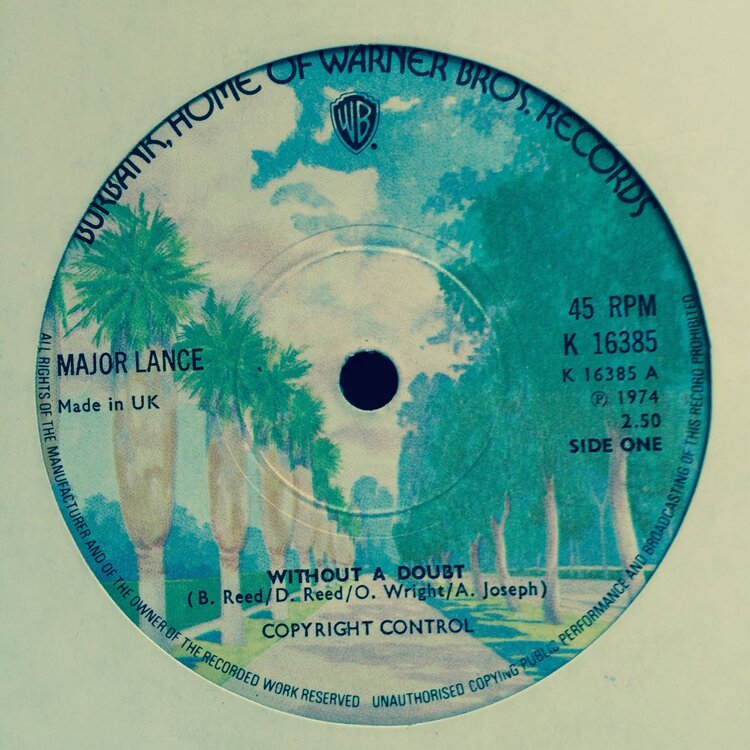 BURBANK, HOME OF WARNER BROS. RECORDS
WB
MAJOR LANCE
Made in UK
45 RPM
K 16385
K 16385 A
Ⓟ 1974
2.50
SIDE ONE
WITHOUT A DOUBT
(B. Reed/D. Reed/O. Wright/A. Joseph)
COPYRIGHT CONTROL
ALL RIGHTS OF THE MANUFACTURER AND OF THE OWNER OF THE RECORDED WORK RESERVED UNAUTHORISED COPYING PUBLIC PERFORMANCE AND BROADCASTING OF THIS RECORD PROHIBITED